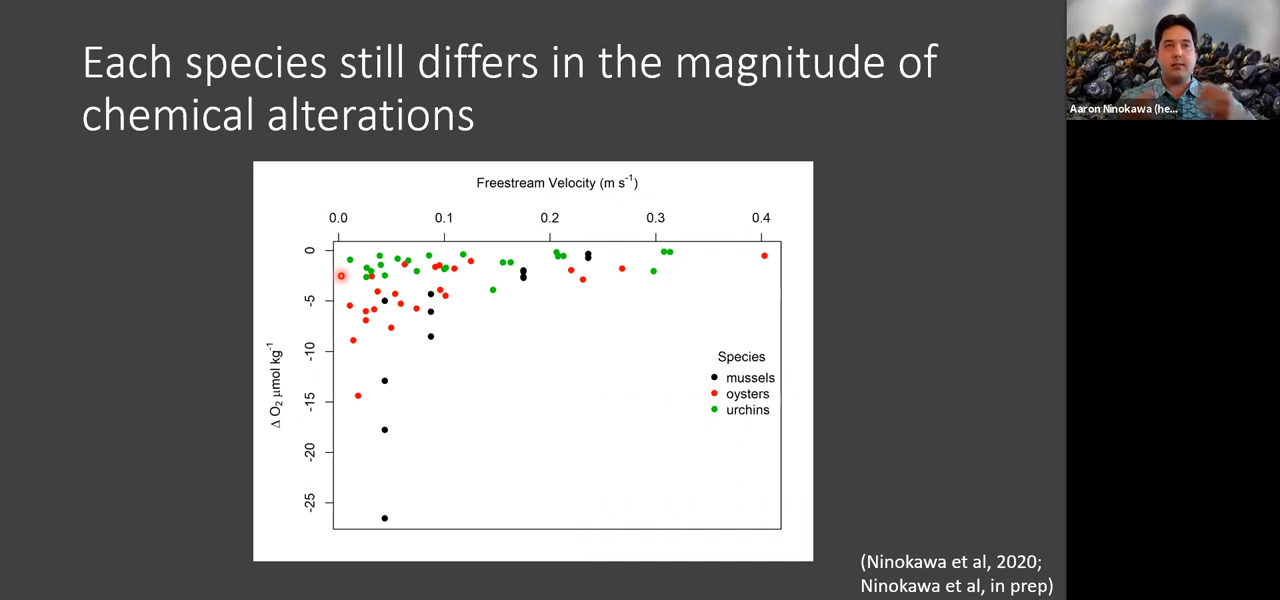 Each species still differs in the magnitude of
chemical alterations
Aaron Ninokawa (he...
Freestream Velocity (m s⁻¹)
0.0 0.1 0.2 0.3 0.4
0
-5
-10
-15
-20
-25
Δ O₂ μmol kg⁻¹
Species
mussels
oysters
urchins
(Ninokawa et al, 2020;
Ninokawa et al, in prep)